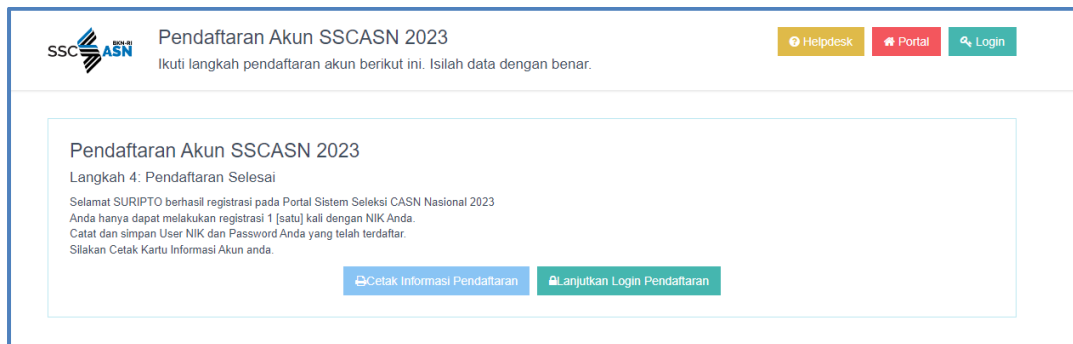 SSC BKN-RI ASN
Pendaftaran Akun SSCASN 2023
Ikuti langkah pendaftaran akun berikut ini. Isilah data dengan benar.
Helpdesk
Portal
Login
Pendaftaran Akun SSCASN 2023
Langkah 4: Pendaftaran Selesai
Selamat SURIPTO berhasil registrasi pada Portal Sistem Seleksi CASN Nasional 2023
Anda hanya dapat melakukan registrasi 1 [satu] kali dengan NIK Anda.
Catat dan simpan User NIK dan Password Anda yang telah terdaftar.
Silakan Cetak Kartu Informasi Akun anda.
Cetak Informasi Pendaftaran
Lanjutkan Login Pendaftaran